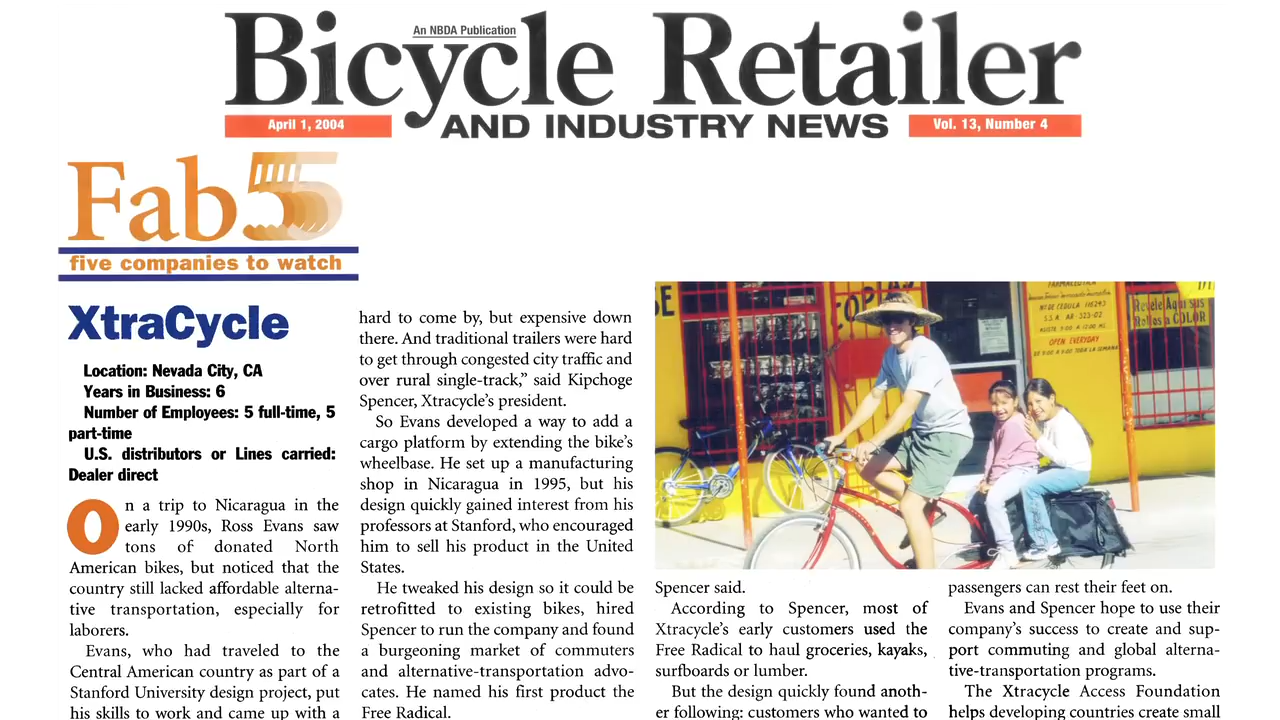 An NBDA Publication
Bicycle Retailer
April 1, 2004
AND INDUSTRY NEWS
Vol. 13, Number 4
Fab 5
five companies to watch
XtraCycle
Location: Nevada City, CA
Years in Business: 6
Number of Employees: 5 full-time, 5
part-time
U.S. distributors or Lines carried:
Dealer direct
On a trip to Nicaragua in the
early 1990s, Ross Evans saw
tons of donated North
American bikes, but noticed that the
country still lacked affordable alterna-
tive transportation, especially for
laborers.
Evans, who had traveled to the
Central American country as part of a
Stanford University design project, put
his skills to work and came up with a
hard to come by, but expensive down
there. And traditional trailers were hard
to get through congested city traffic and
over rural single-track,” said Kipchoge
Spencer, Xtracycle’s president.
So Evans developed a way to add a
cargo platform by extending the bike’s
wheelbase. He set up a manufacturing
shop in Nicaragua in 1995, but his
design quickly gained interest from his
professors at Stanford, who encouraged
him to sell his product in the United
States.
He tweaked his design so it could be
retrofitted to existing bikes, hired
Spencer to run the company and found
a burgeoning market of commuters
and alternative-transportation advo-
cates. He named his first product the
Free Radical.
SE
COPIAS
FARMACEUTICA
NO DE CEDULA
S.S.A. AR-323-02
OPEN EVERYDAY
Revele Aqui sus
Rollos a COLOR
Spencer said.
According to Spencer, most of
Xtracycle’s early customers used the
Free Radical to haul groceries, kayaks,
surfboards or lumber.
But the design quickly found anoth-
er following: customers who wanted to
passengers can rest their feet on.
Evans and Spencer hope to use their
company’s success to create and sup-
port commuting and global alterna-
tive-transportation programs.
The Xtracycle Access Foundation
helps developing countries create small